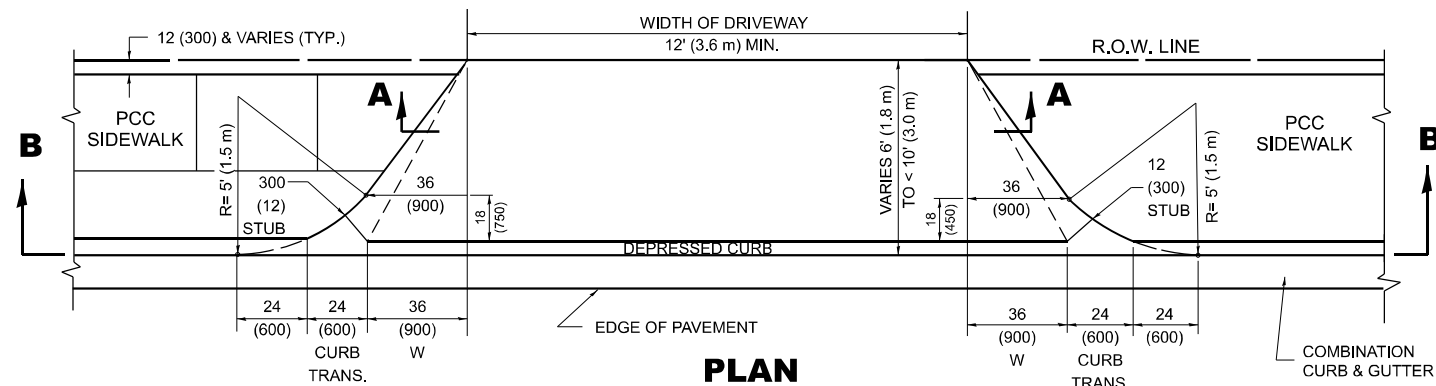 12 (300) & VARIES (TYP.)
WIDTH OF DRIVEWAY
12' (3.6 m) MIN.
R.O.W. LINE
A
A
PCC
SIDEWALK
PCC
SIDEWALK
B
B
R= 5' (1.5 m)
300
(12)
STUB
36
(900)
18
(750)
VARIES 6' (1.8 m)
TO < 10' (3.0 m)
36
(900)
18
(450)
12
(300)
STUB
R= 5' (1.5 m)
DEPRESSED CURB
24
(600)
24
(600)
CURB
TRANS.
36
(900)
W
EDGE OF PAVEMENT
PLAN
36
(900)
W
24
(600)
CURB
TRANS.
24
(600)
COMBINATION
CURB & GUTTER